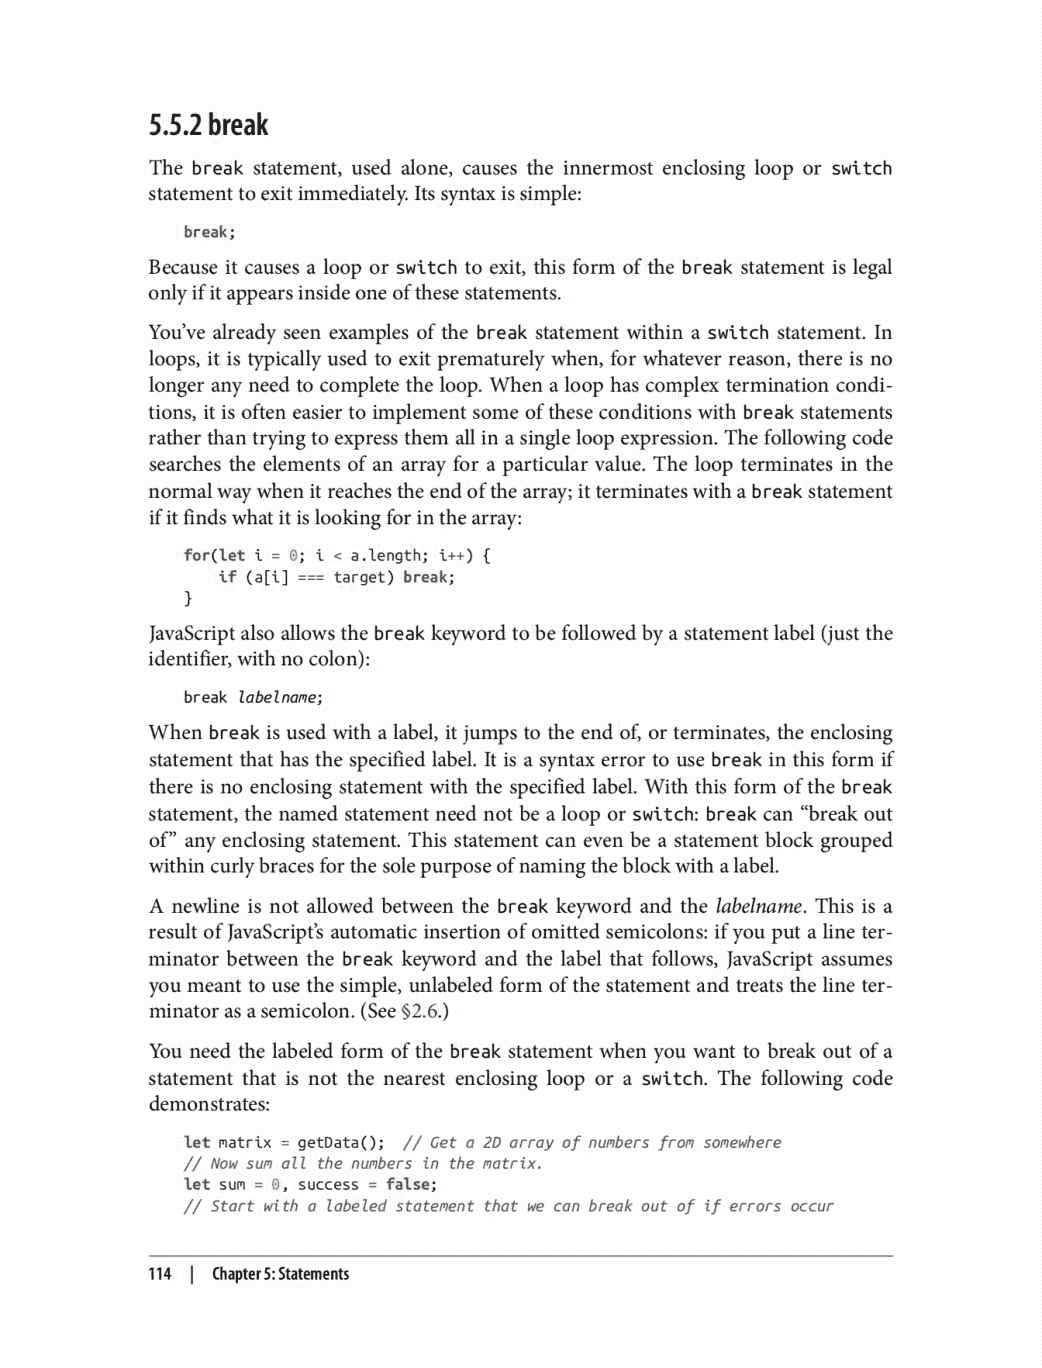 5.5.2 break
The break statement, used alone, causes the innermost enclosing loop or switch
statement to exit immediately. Its syntax is simple:
break;
Because it causes a loop or switch to exit, this form of the break statement is legal
only if it appears inside one of these statements.
You’ve already seen examples of the break statement within a switch statement. In
loops, it is typically used to exit prematurely when, for whatever reason, there is no
longer any need to complete the loop. When a loop has complex termination condi-
tions, it is often easier to implement some of these conditions with break statements
rather than trying to express them all in a single loop expression. The following code
searches the elements of an array for a particular value. The loop terminates in the
normal way when it reaches the end of the array; it terminates with a break statement
if it finds what it is looking for in the array:
for(let i = 0; i < a.length; i++) {
    if (a[i] === target) break;
}
JavaScript also allows the break keyword to be followed by a statement label (just the
identifier, with no colon):
break labelname;
When break is used with a label, it jumps to the end of, or terminates, the enclosing
statement that has the specified label. It is a syntax error to use break in this form if
there is no enclosing statement with the specified label. With this form of the break
statement, the named statement need not be a loop or switch: break can “break out
of” any enclosing statement. This statement can even be a statement block grouped
within curly braces for the sole purpose of naming the block with a label.
A newline is not allowed between the break keyword and the labelname. This is a
result of JavaScript’s automatic insertion of omitted semicolons: if you put a line ter-
minator between the break keyword and the label that follows, JavaScript assumes
you meant to use the simple, unlabeled form of the statement and treats the line ter-
minator as a semicolon. (See §2.6.)
You need the labeled form of the break statement when you want to break out of a
statement that is not the nearest enclosing loop or a switch. The following code
demonstrates:
let matrix = getData();  // Get a 2D array of numbers from somewhere
// Now sum all the numbers in the matrix.
let sum = 0, success = false;
// Start with a labeled statement that we can break out of if errors occur
114 | Chapter 5: Statements